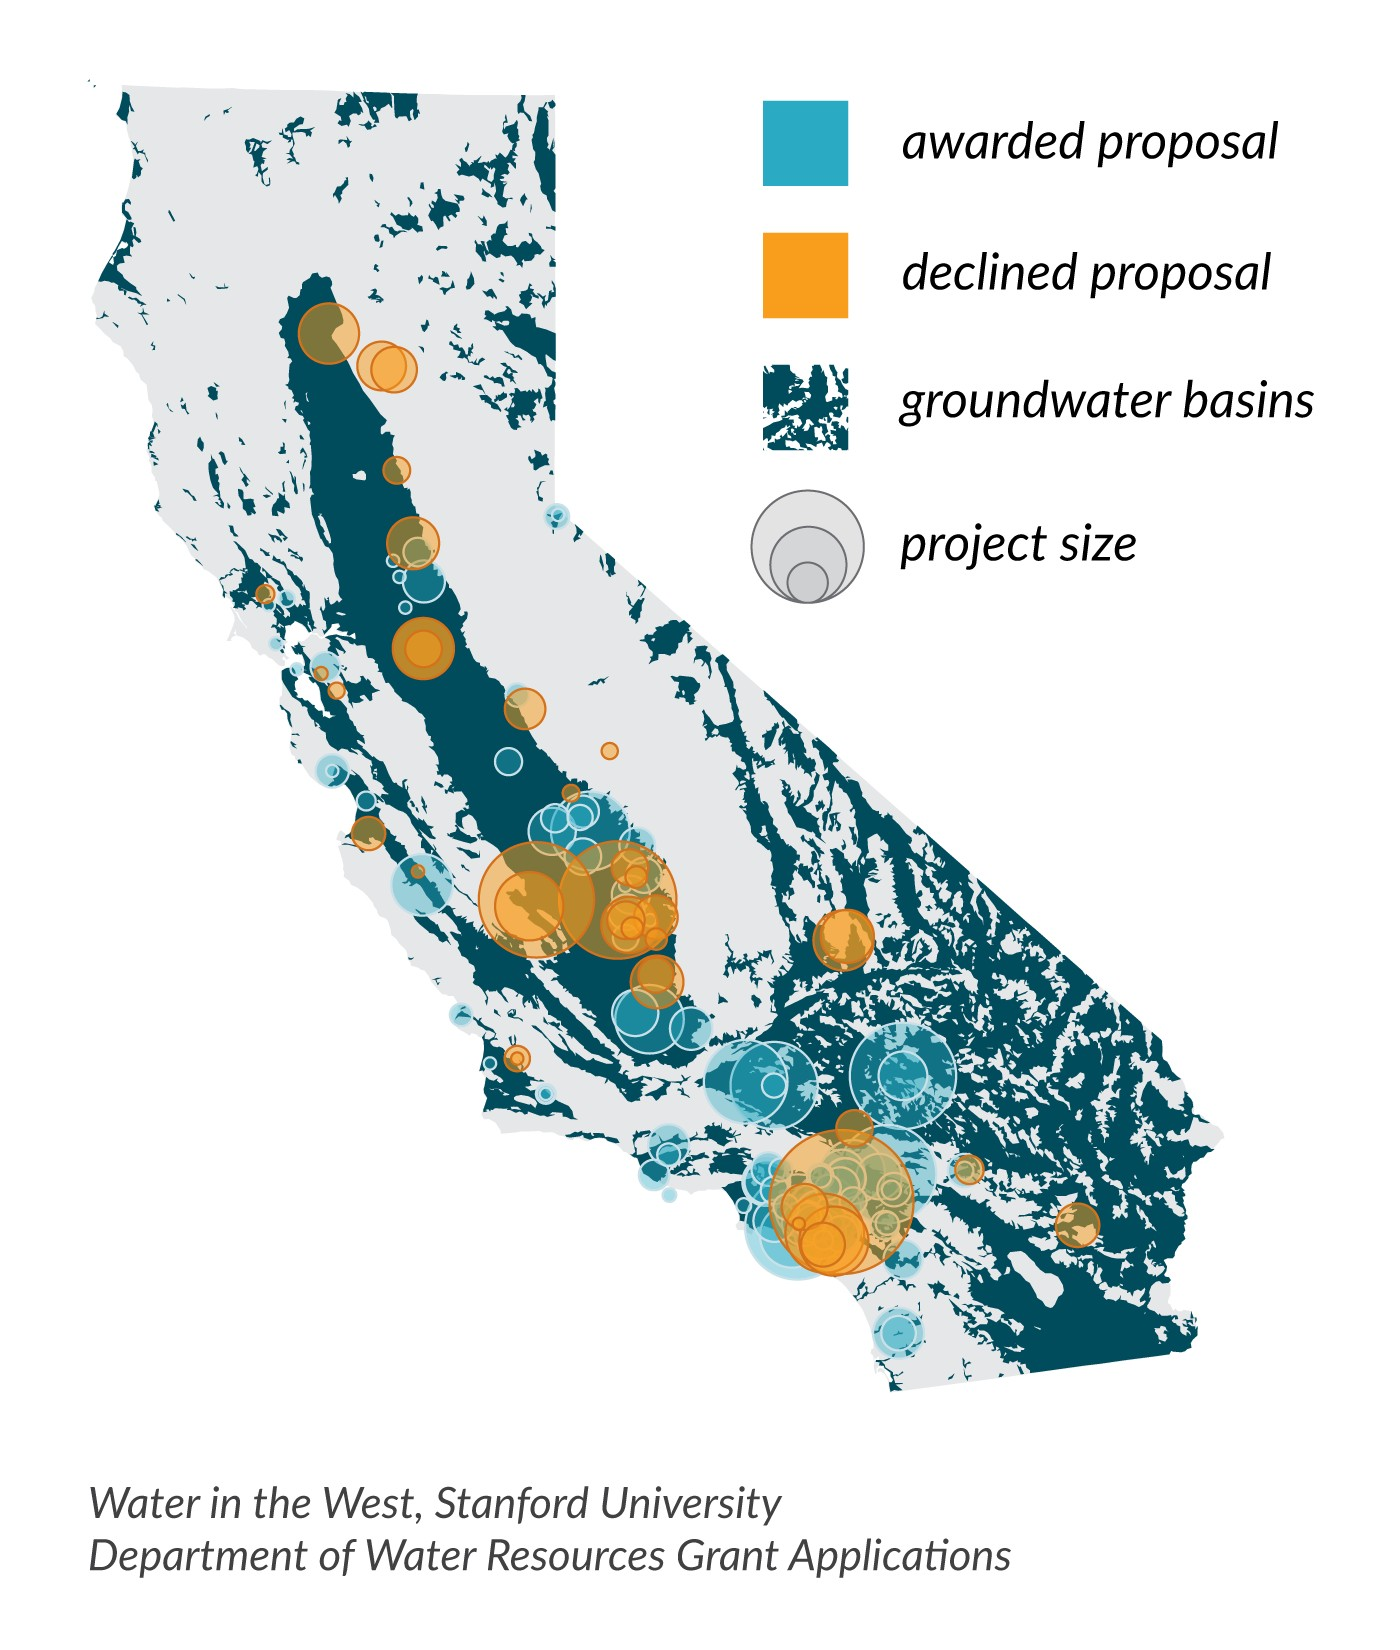 awarded proposal
declined proposal
groundwater basins
project size
Water in the West, Stanford University
Department of Water Resources Grant Applications